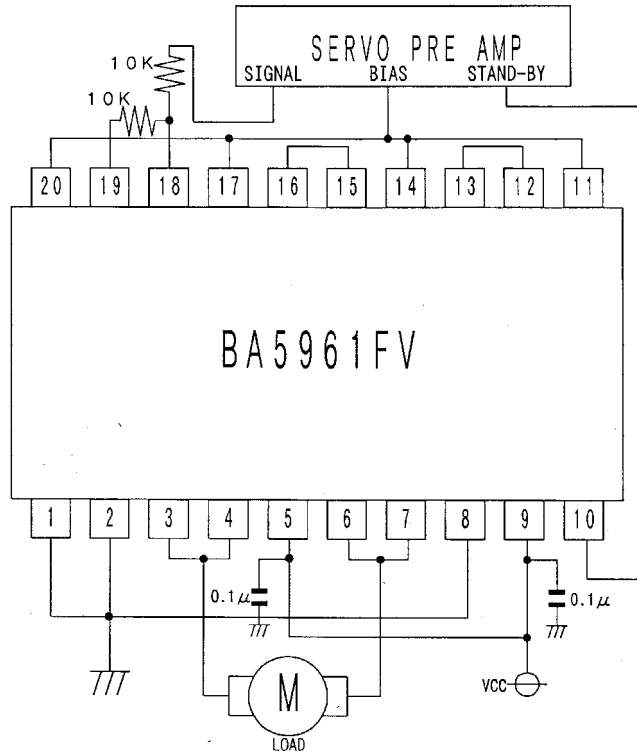 SERVO PRE AMP
SIGNAL BIAS STAND-BY
10K
10K
20 19 18 17 16 15 14 13 12 11
BA5961FV
1 2 3 4 5 6 7 8 9 10
0.1μ
0.1μ
M
VCC
LOAD